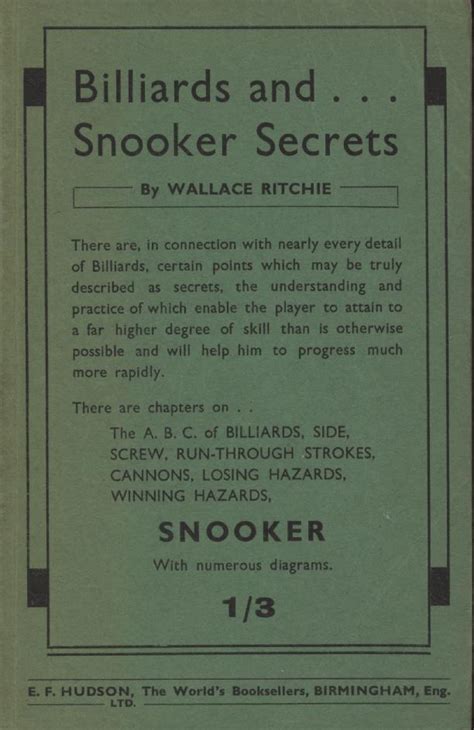 Billiards and . . .
Snooker Secrets
By WALLACE RITCHIE
There are, in connection with nearly every detail
of Billiards, certain points which may be truly
described as secrets, the understanding and
practice of which enable the player to attain to
a far higher degree of skill than is otherwise
possible and will help him to progress much
more rapidly.
There are chapters on . .
The A. B. C. of BILLIARDS, SIDE,
SCREW, RUN-THROUGH STROKES,
CANNONS, LOSING HAZARDS,
WINNING HAZARDS,
SNOOKER
With numerous diagrams.
1/3
E. F. HUDSON, The World's Booksellers, BIRMINGHAM, Eng.
LTD.